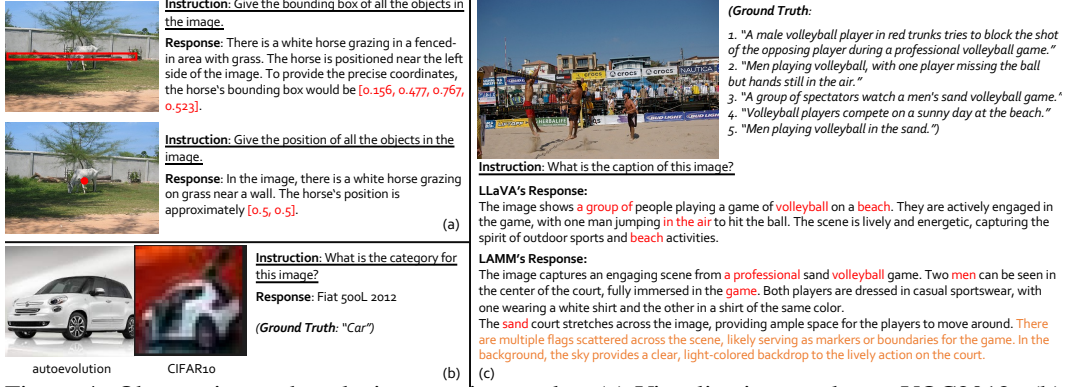 Instruction: Give the bounding box of all the objects in
the image.
Response: There is a white horse grazing in a fenced-
in area with grass. The horse is positioned near the left
side of the image. To provide the precise coordinates,
the horse's bounding box would be [0.156, 0.477, 0.767,
0.523].
Instruction: Give the position of all the objects in the
image.
Response: In the image, there is a white horse grazing
on grass near a wall. The horse's position is
approximately [0.5, 0.5].
(a)
Instruction: What is the category for
this image?
Response: Fiat 500L 2012
(Ground Truth: "Car")
autoevolution
CIFAR10
(b)
(Ground Truth:
1. "A male volleyball player in red trunks tries to block the shot
of the opposing player during a professional volleyball game."
2. "Men playing volleyball, with one player missing the ball
but hands still in the air."
3. "A group of spectators watch a men's sand volleyball game."
4. "Volleyball players compete on a sunny day at the beach."
5. "Men playing volleyball in the sand.")
crocs
crocs
crocs
NAUTICA
HERBALIFE
BUD LIGHT
Instruction: What is the caption of this image?
LLaVA's Response:
The image shows a group of people playing a game of volleyball on a beach. They are actively engaged in
the game, with one man jumping in the air to hit the ball. The scene is lively and energetic, capturing the
spirit of outdoor sports and beach activities.
LAMM's Response:
The image captures an engaging scene from a professional sand volleyball game. Two men can be seen in
the center of the court, fully immersed in the game. Both players are dressed in casual sportswear, with
one wearing a white shirt and the other in a shirt of the same color.
The sand court stretches across the image, providing ample space for the players to move around. There
are multiple flags scattered across the scene, likely serving as markers or boundaries for the game. In the
background, the sky provides a clear, light-colored backdrop to the lively action on the court.
(c)